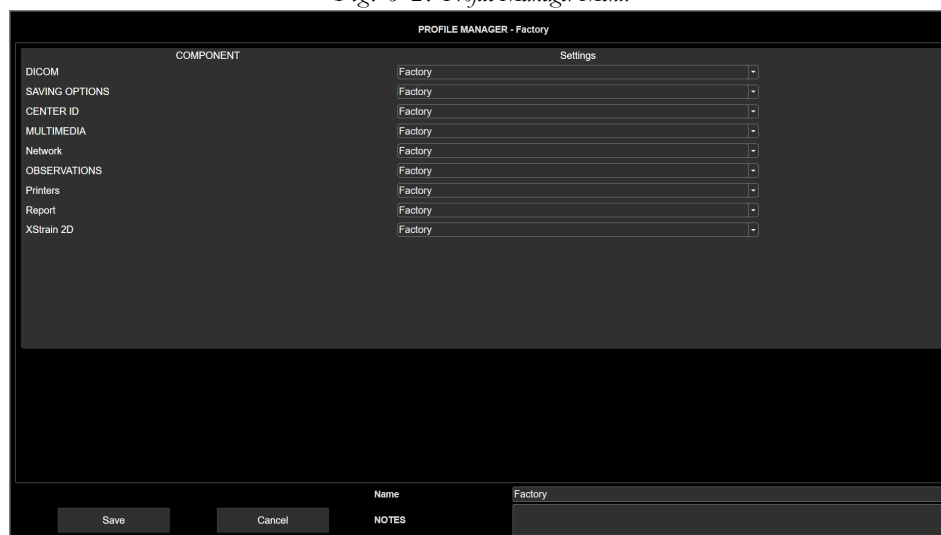 PROFILE MANAGER - Factory
COMPONENT Settings
DICOM Factory
SAVING OPTIONS Factory
CENTER ID Factory
MULTIMEDIA Factory
Network Factory
OBSERVATIONS Factory
Printers Factory
Report Factory
XStrain 2D Factory
Name Factory
Save Cancel NOTES